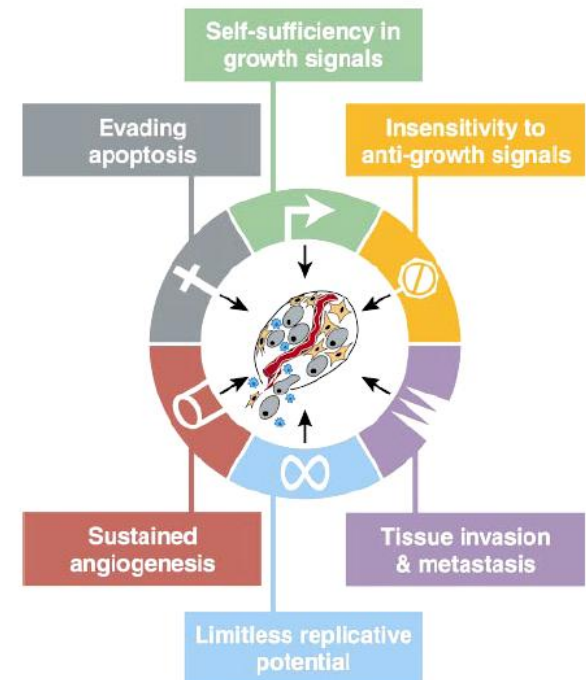 Self-sufficiency in
growth signals
Evading
apoptosis
Insensitivity to
anti-growth signals
Sustained
angiogenesis
Tissue invasion
& metastasis
Limitless replicative
potential